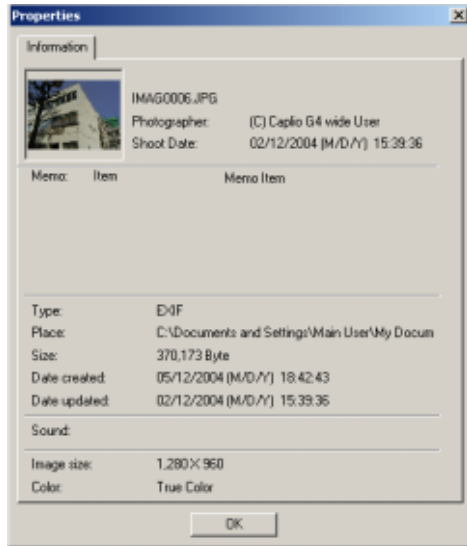 Properties
Information
IMAG0006.JPG
Photographer: (C) Caplio G4 wide User
Shoot Date: 02/12/2004 (M/D/Y) 15:39:36
Memo: Item Memo Item
Type: EXIF
Place: C:\Documents and Settings\Main User\My Docum
Size: 370,173 Byte
Date created: 05/12/2004 (M/D/Y) 18:42:43
Date updated: 02/12/2004 (M/D/Y) 15:39:36
Sound:
Image size: 1,280×960
Color: True Color
OK